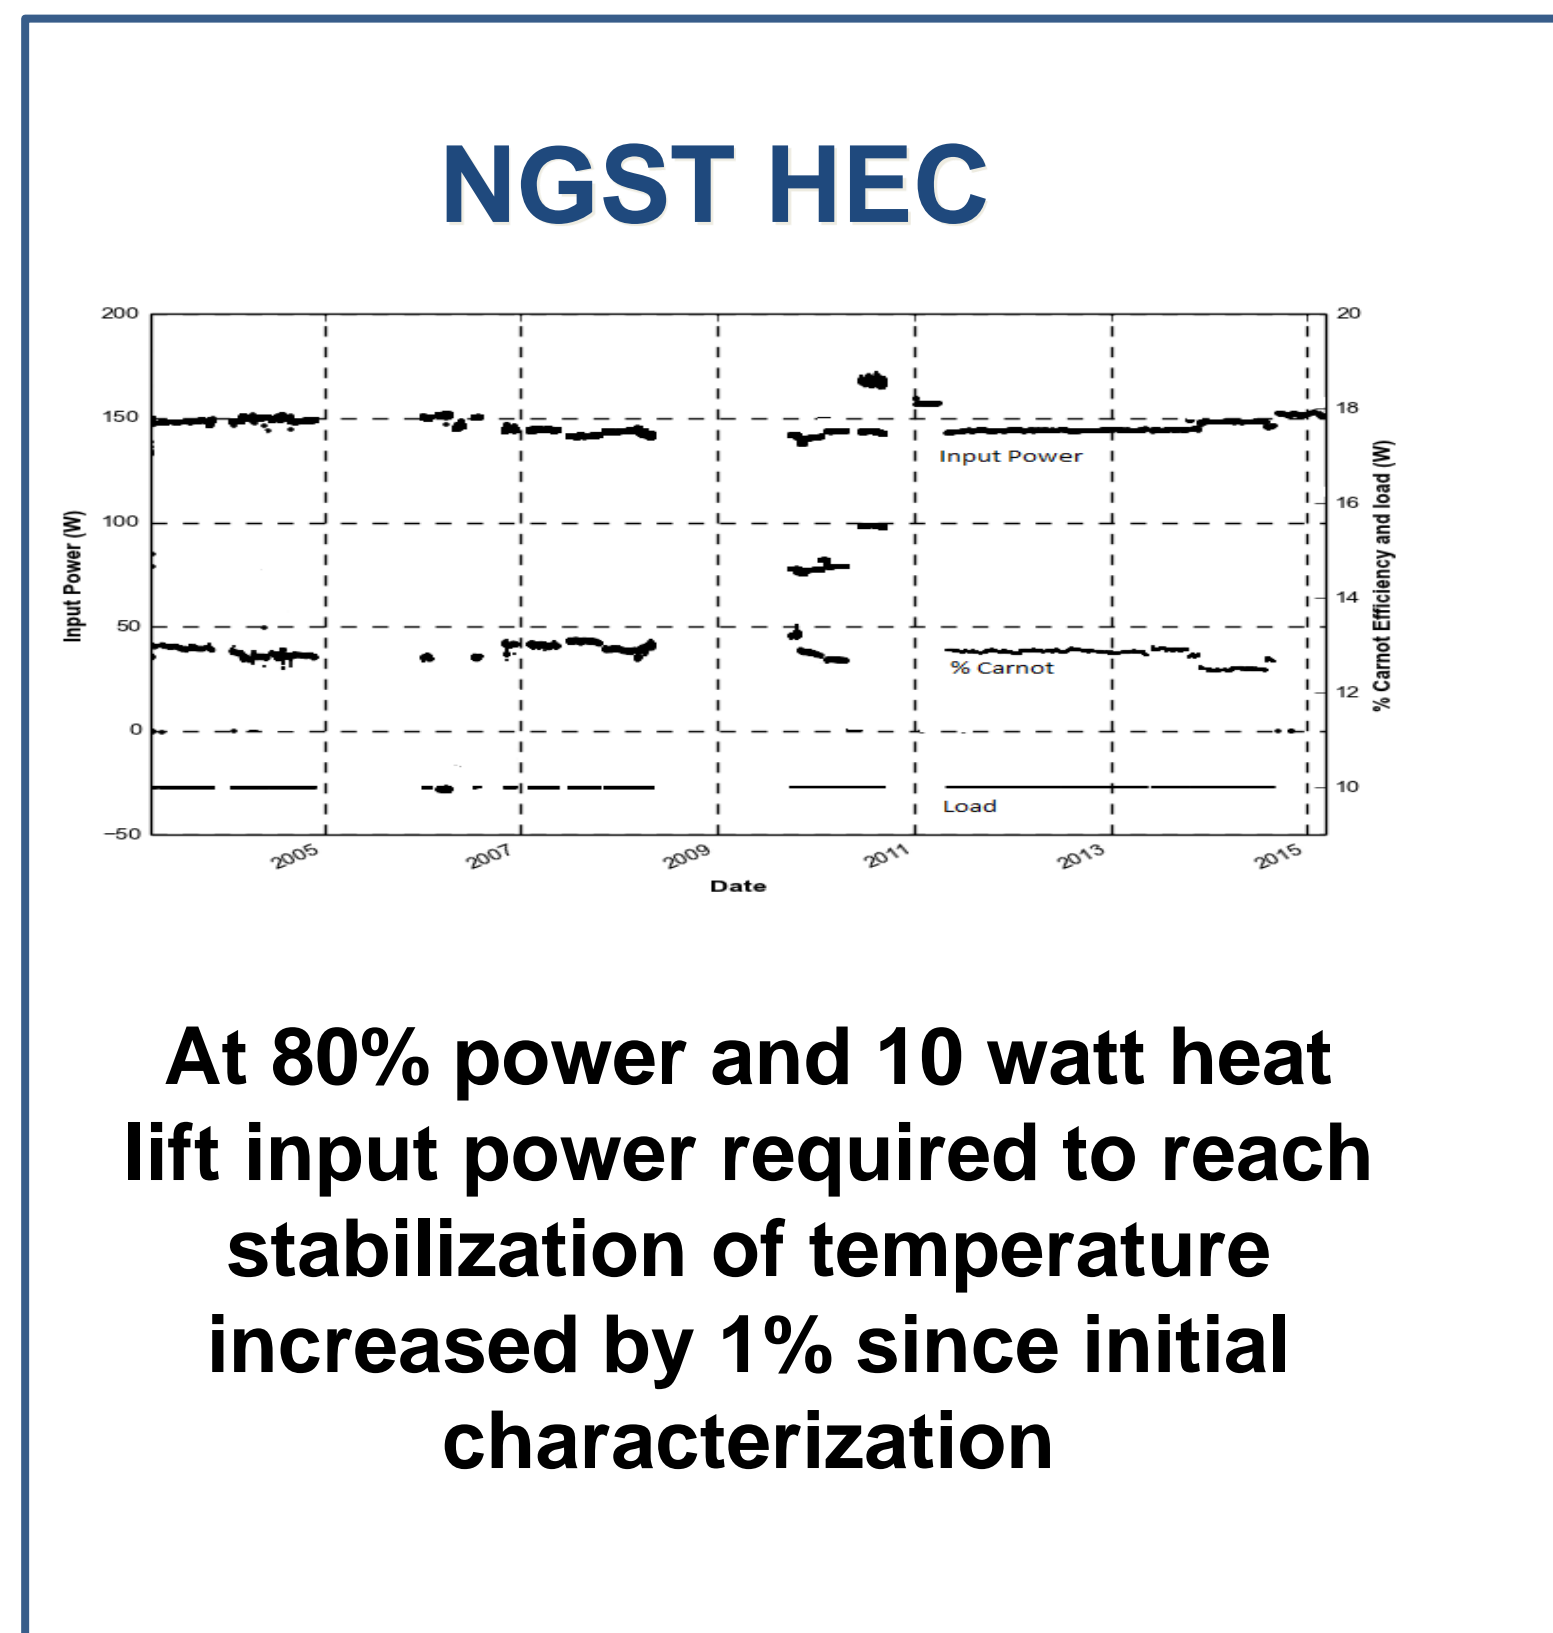 NGST HEC
200
150
100
50
0
−50
Input Power (W)
20
18
16
14
12
10
% Carnot Efficiency and load (W)
Input Power
% Carnot
Load
2005
2007
2009
2011
2013
2015
Date
At 80% power and 10 watt heat
lift input power required to reach
stabilization of temperature
increased by 1% since initial
characterization